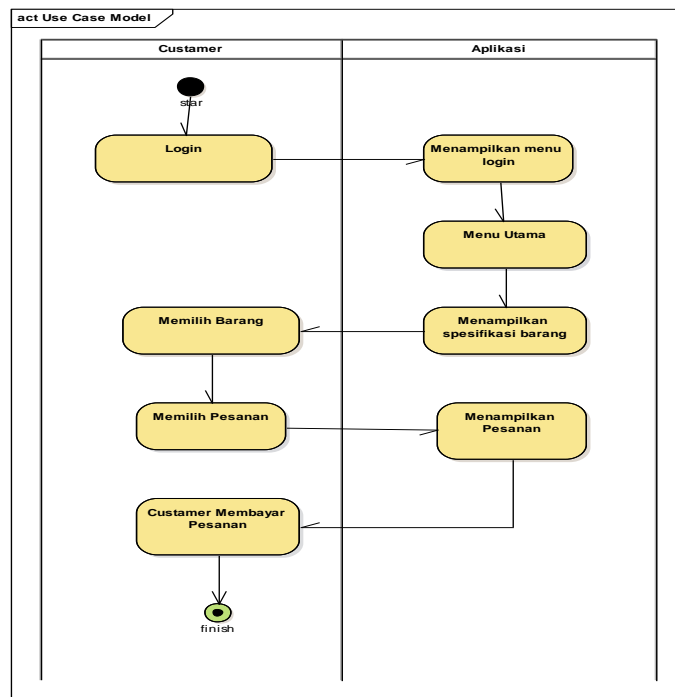 act Use Case Model
Custamer
Aplikasi
star
Login
Menampilkan menu
login
Menu Utama
Menampilkan
spesifikasi barang
Memilih Barang
Memilih Pesanan
Menampilkan
Pesanan
Custamer Membayar
Pesanan
finish